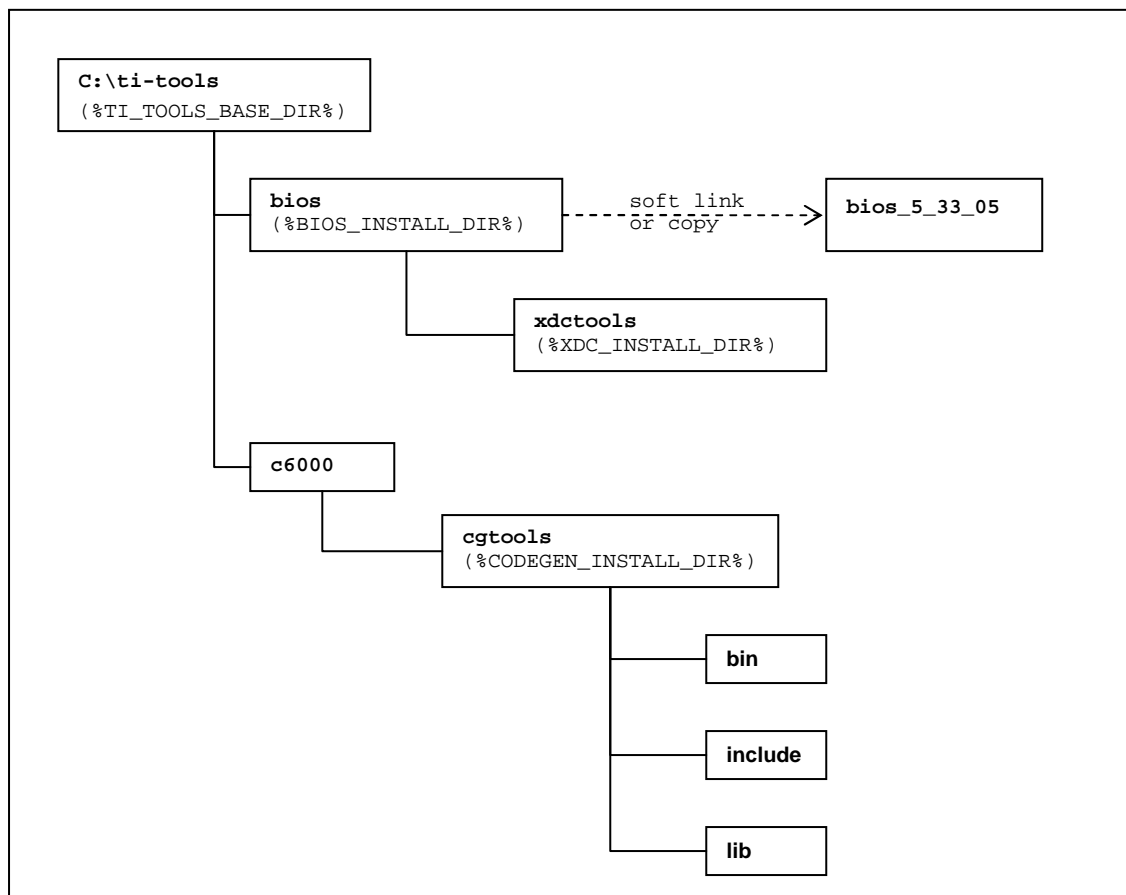 C:\ti-tools
(%TI_TOOLS_BASE_DIR%)
bios
(%BIOS_INSTALL_DIR%)
soft link
or copy
bios_5_33_05
xdctools
(%XDC_INSTALL_DIR%)
c6000
cgtools
(%CODEGEN_INSTALL_DIR%)
bin
include
lib